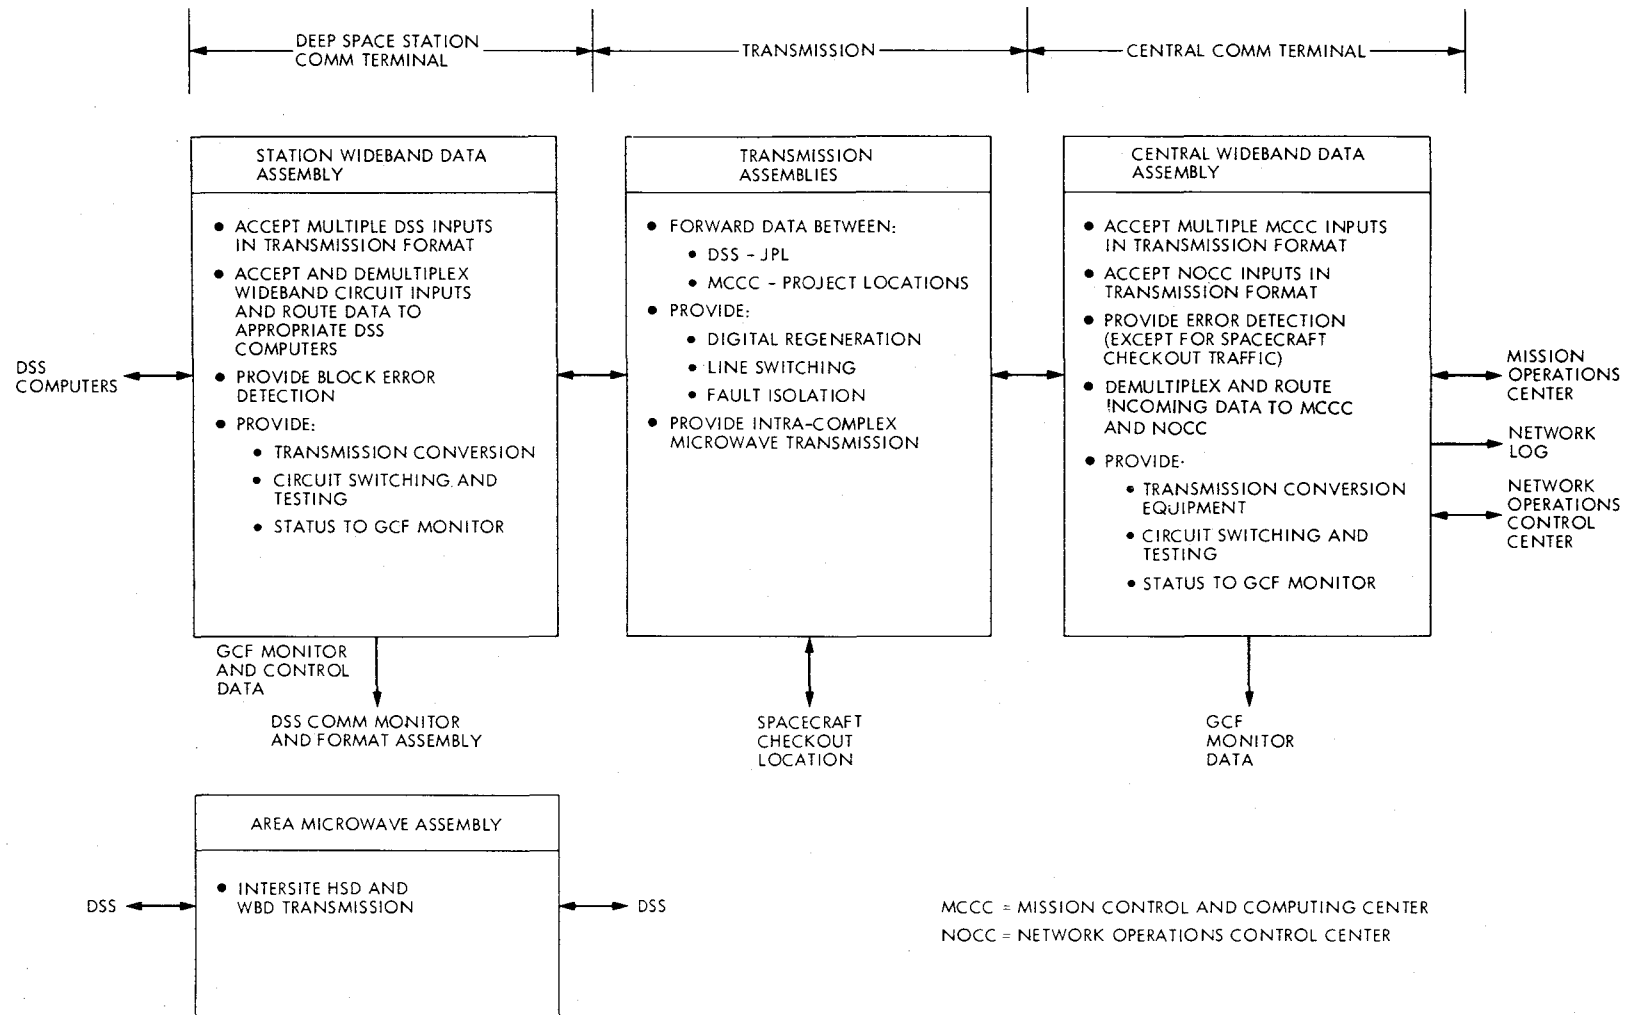 DEEP SPACE STATION
COMM TERMINAL
TRANSMISSION
CENTRAL COMM TERMINAL
STATION WIDEBAND DATA
ASSEMBLY
• ACCEPT MULTIPLE DSS INPUTS
IN TRANSMISSION FORMAT
• ACCEPT AND DEMULTIPLEX
WIDEBAND CIRCUIT INPUTS
AND ROUTE DATA TO
APPROPRIATE DSS
COMPUTERS
• PROVIDE BLOCK ERROR
DETECTION
• PROVIDE:
• TRANSMISSION CONVERSION
• CIRCUIT SWITCHING AND
TESTING
• STATUS TO GCF MONITOR
DSS
COMPUTERS
GCF MONITOR
AND CONTROL
DATA
DSS COMM MONITOR
AND FORMAT ASSEMBLY
TRANSMISSION
ASSEMBLIES
• FORWARD DATA BETWEEN:
• DSS - JPL
• MCCC - PROJECT LOCATIONS
• PROVIDE:
• DIGITAL REGENERATION
• LINE SWITCHING
• FAULT ISOLATION
• PROVIDE INTRA-COMPLEX
MICROWAVE TRANSMISSION
SPACECRAFT
CHECKOUT
LOCATION
CENTRAL WIDEBAND DATA
ASSEMBLY
• ACCEPT MULTIPLE MCCC INPUTS
IN TRANSMISSION FORMAT
• ACCEPT NOCC INPUTS IN
TRANSMISSION FORMAT
• PROVIDE ERROR DETECTION
(EXCEPT FOR SPACECRAFT
CHECKOUT TRAFFIC)
• DEMULTIPLEX AND ROUTE
INCOMING DATA TO MCCC
AND NOCC
• PROVIDE:
• TRANSMISSION CONVERSION
EQUIPMENT
• CIRCUIT SWITCHING AND
TESTING
• STATUS TO GCF MONITOR
MISSION
OPERATIONS
CENTER
NETWORK
LOG
NETWORK
OPERATIONS
CONTROL
CENTER
GCF
MONITOR
DATA
AREA MICROWAVE ASSEMBLY
• INTERSITE HSD AND
WBD TRANSMISSION
DSS
DSS
MCCC = MISSION CONTROL AND COMPUTING CENTER
NOCC = NETWORK OPERATIONS CONTROL CENTER